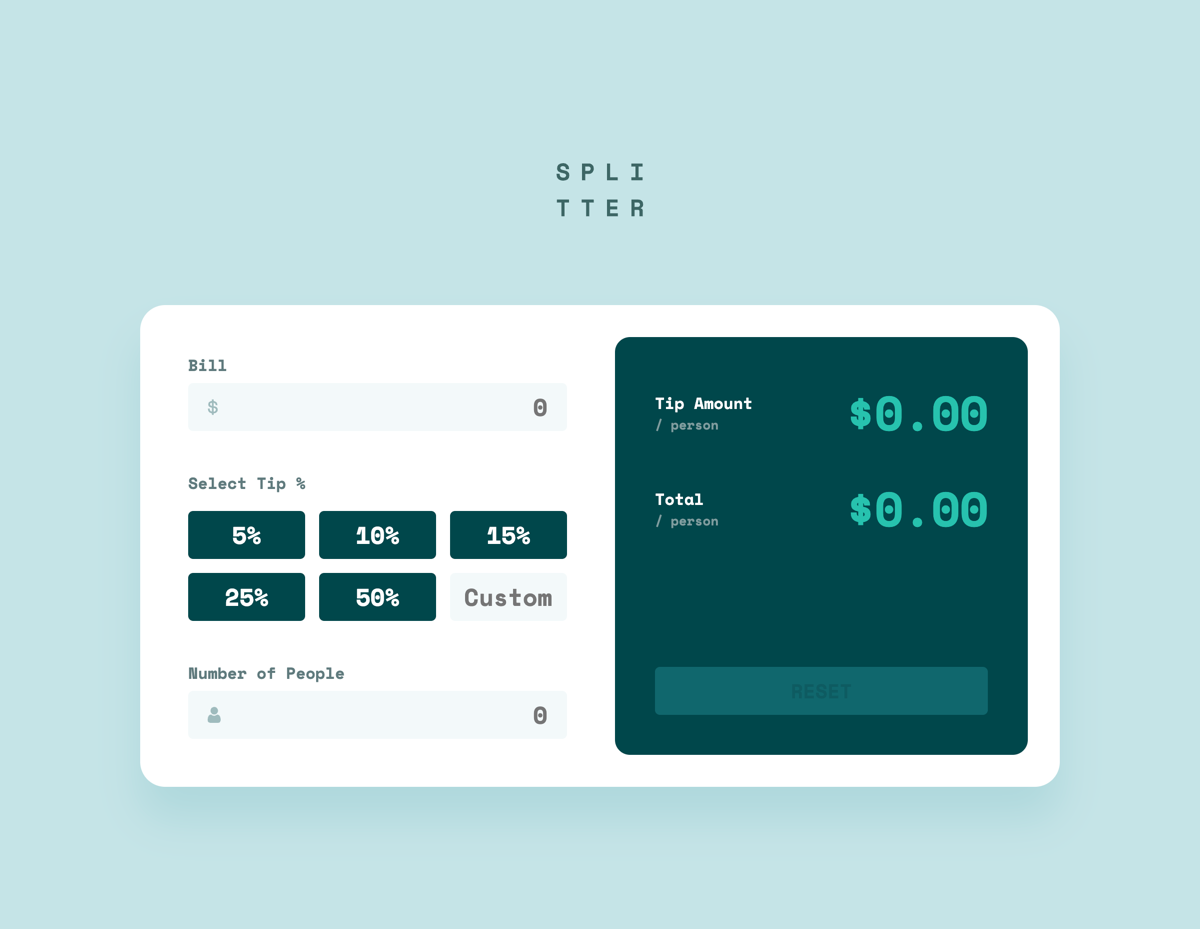 SPLI
TTER
Bill
$ 0
Select Tip %
5% 10% 15%
25% 50% Custom
Number of People
0
Tip Amount
/ person
$0.00
Total
/ person
$0.00
RESET